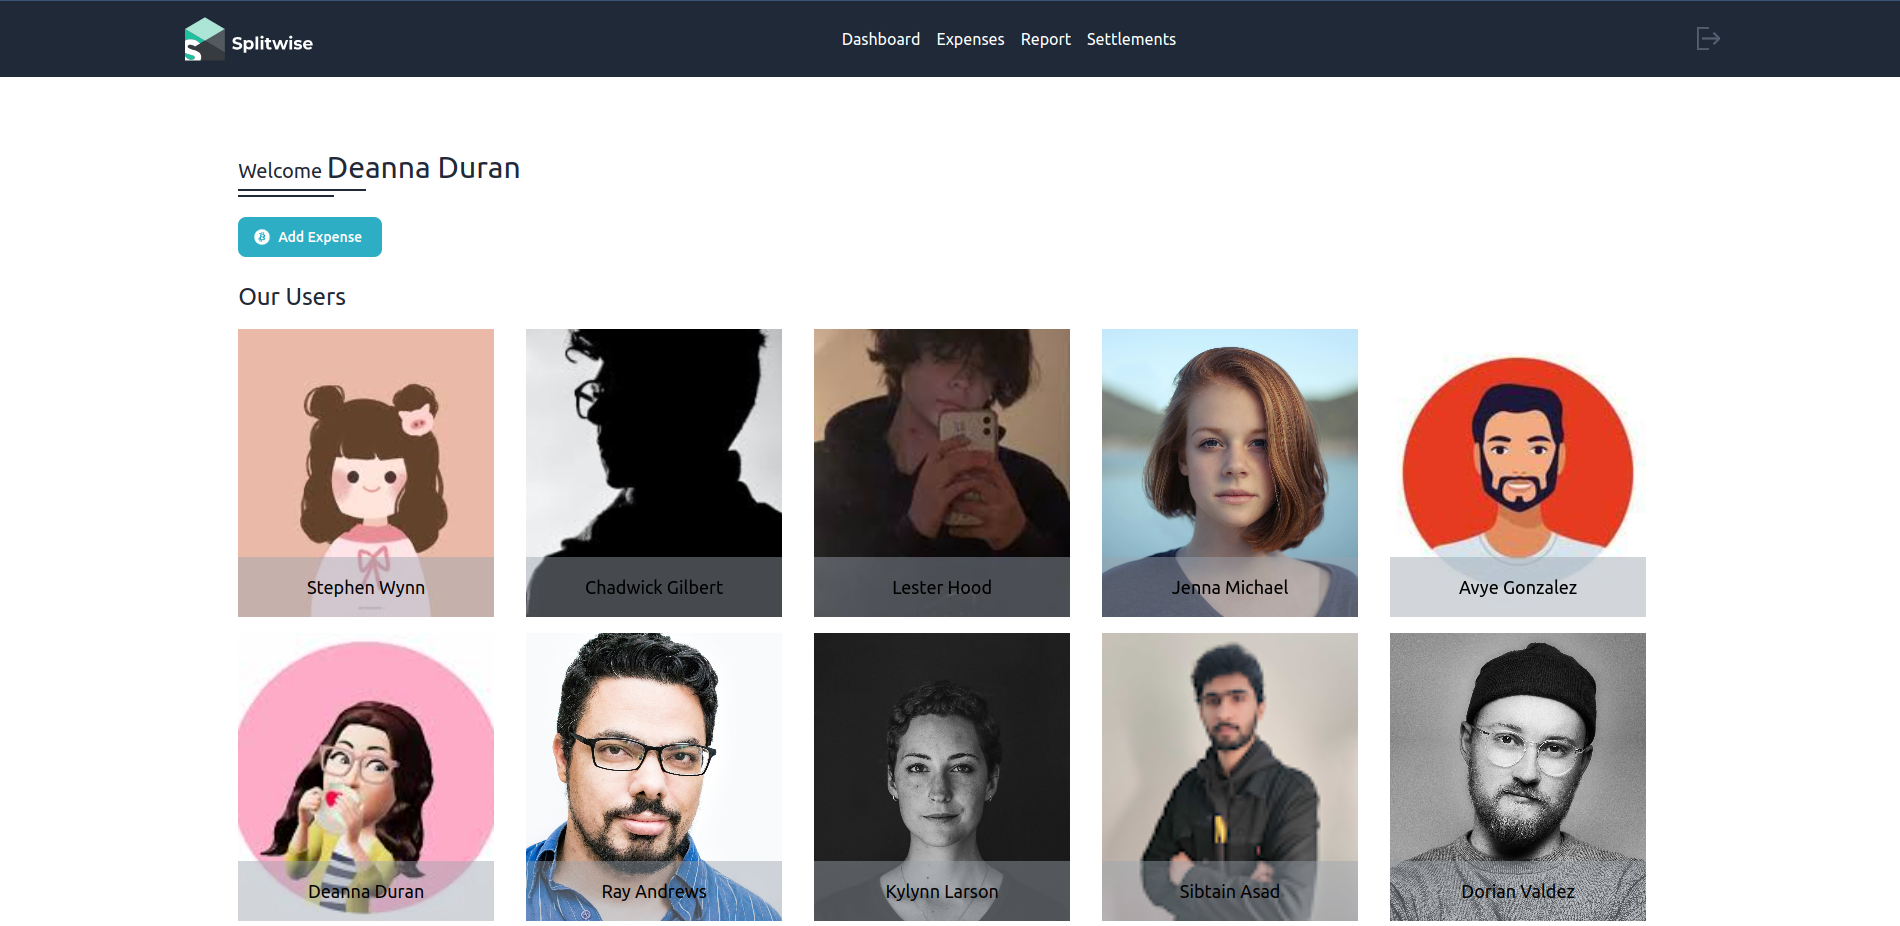 Splitwise
Dashboard Expenses Report Settlements
Welcome Deanna Duran
Add Expense
Our Users
Stephen Wynn
Chadwick Gilbert
Lester Hood
Jenna Michael
Avye Gonzalez
Deanna Duran
Ray Andrews
Kylynn Larson
Sibtain Asad
Dorian Valdez